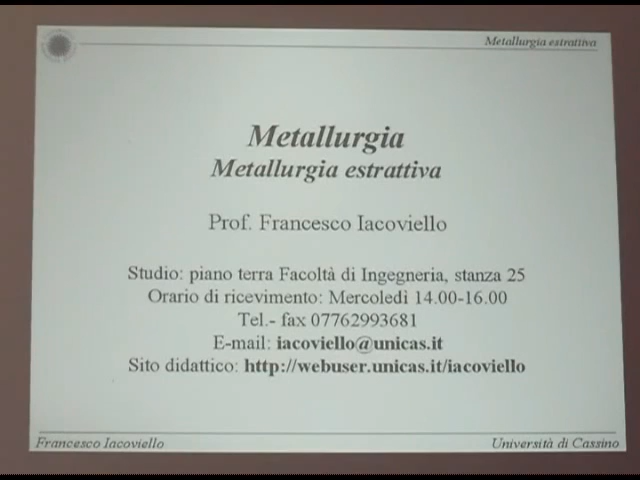 Metallurgia estrattiva
Metallurgia
Metallurgia estrattiva
Prof. Francesco Iacoviello
Studio: piano terra Facoltà di Ingegneria, stanza 25
Orario di ricevimento: Mercoledì 14.00-16.00
Tel.- fax 07762993681
E-mail: iacoviello@unicas.it
Sito didattico: http://webuser.unicas.it/iacoviello
Francesco Iacoviello
Università di Cassino